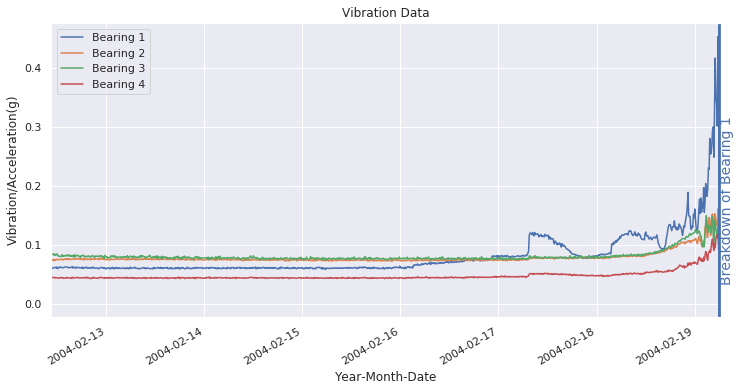 Vibration Data
Bearing 1
Bearing 2
Bearing 3
Bearing 4
Vibration/Acceleration(g)
0.4
0.3
0.2
0.1
0.0
Breakdown of Bearing 1
2004-02-13
2004-02-14
2004-02-15
2004-02-16
2004-02-17
2004-02-18
2004-02-19
Year-Month-Date